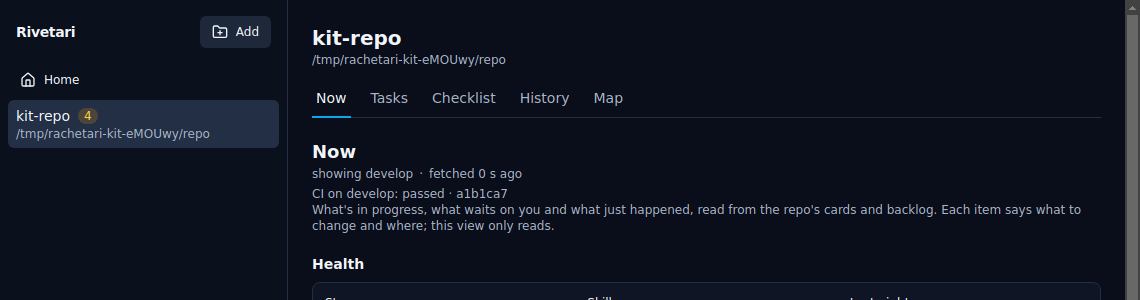 Rivetari
Add
Home
kit-repo 4
/tmp/rachetari-kit-eMOUwy/repo
kit-repo
/tmp/rachetari-kit-eMOUwy/repo
Now Tasks Checklist History Map
Now
showing develop · fetched 0 s ago
CI on develop: passed · a1b1ca7
What's in progress, what waits on you and what just happened, read from the repo's cards and backlog. Each item says what to
change and where; this view only reads.
Health